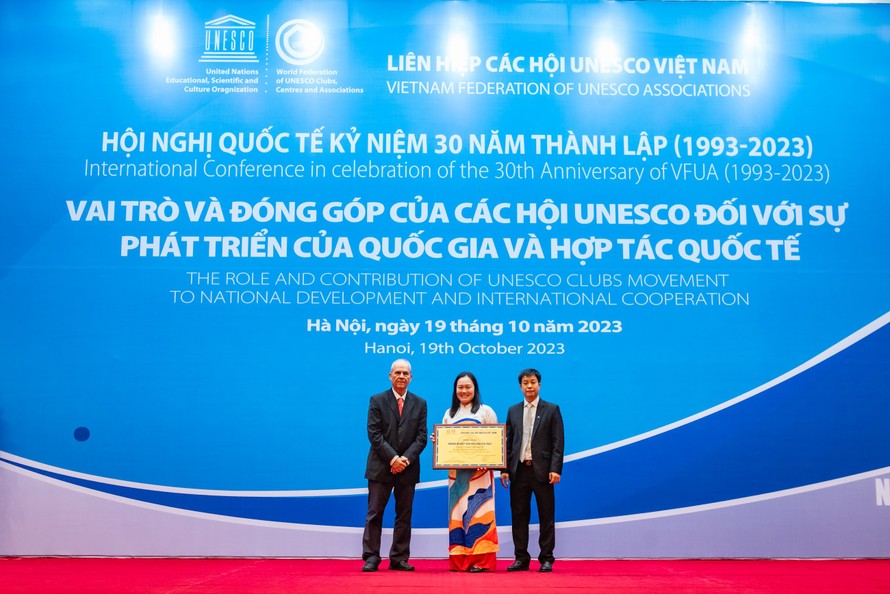 UNESCO
United Nations
Educational, Scientific and
Culture Oragnization
World Federation
of UNESCO Clubs,
Centres and Associations
LIÊN HIỆP CÁC HỘI UNESCO VIỆT NAM
VIETNAM FEDERATION OF UNESCO ASSOCIATIONS
HỘI NGHỊ QUỐC TẾ KỶ NIỆM 30 NĂM THÀNH LẬP (1993-2023)
International Conference in celebration of the 30th Anniversary of VFUA (1993-2023)
VAI TRÒ VÀ ĐÓNG GÓP CỦA CÁC HỘI UNESCO ĐỐI VỚI SỰ
PHÁT TRIỂN CỦA QUỐC GIA VÀ HỢP TÁC QUỐC TẾ
THE ROLE AND CONTRIBUTION OF UNESCO CLUBS MOVEMENT
TO NATIONAL DEVELOPMENT AND INTERNATIONAL COOPERATION
Hà Nội, ngày 19 tháng 10 năm 2023
Hanoi, 19th October 2023